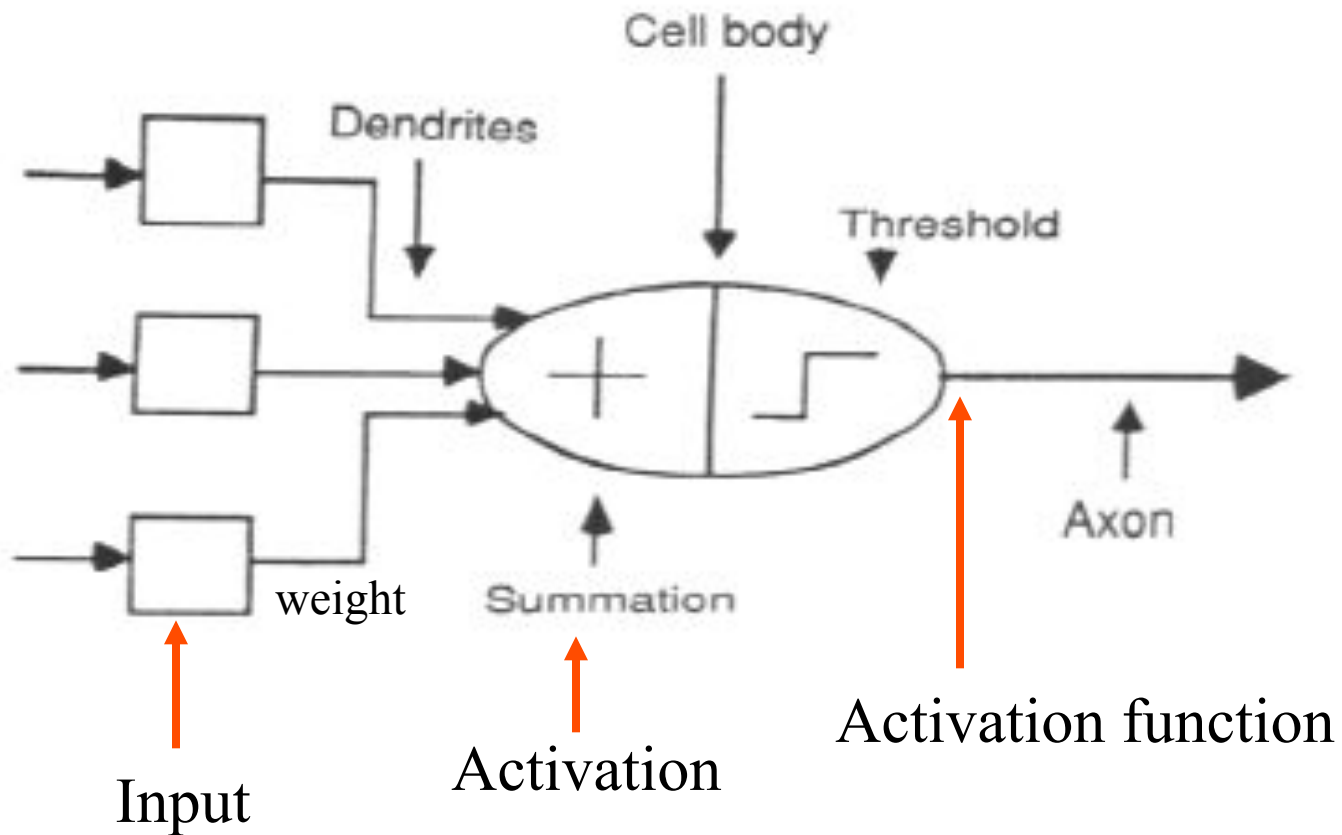 Cell body
Dendrites
Threshold
Axon
weight
Summation
Activation function
Activation
Input